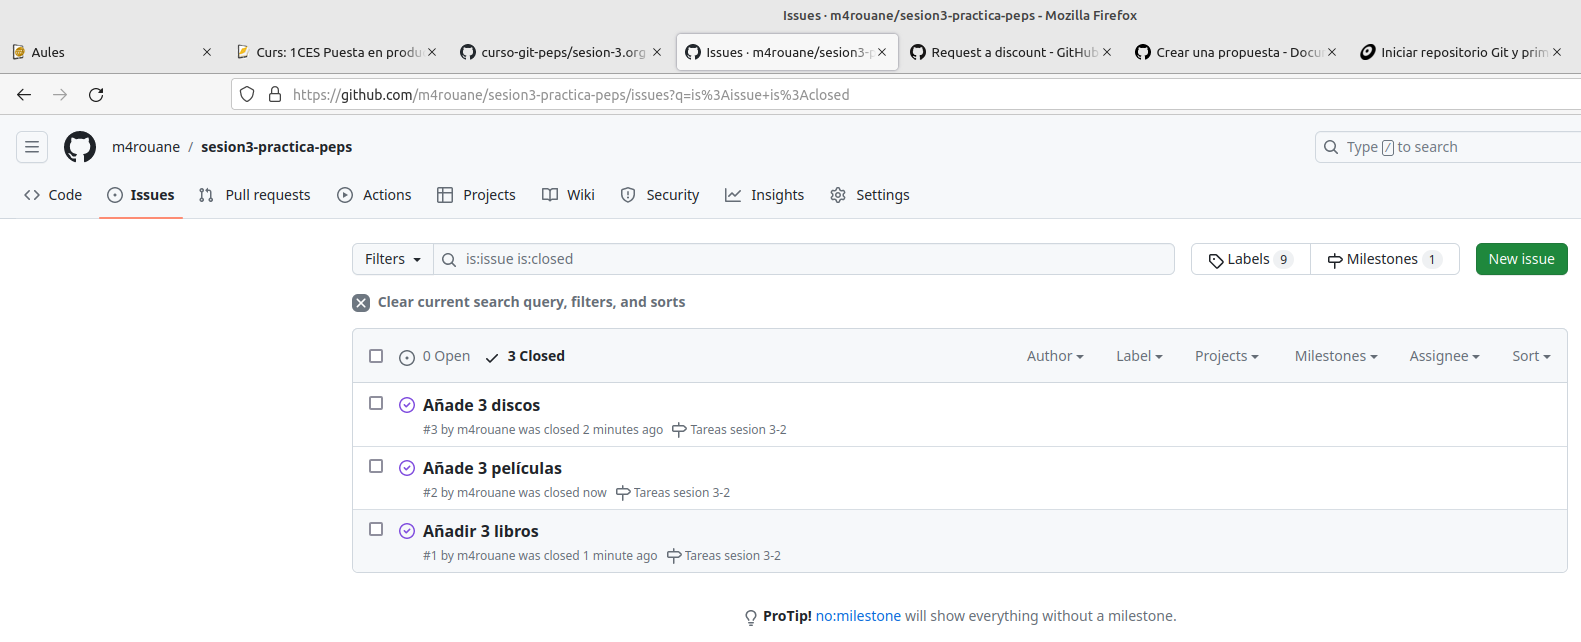 Issues · m4rouane/sesion3-practica-peps - Mozilla Firefox
Aules
Curs: 1CES Puesta en produ
curso-git-peps/sesion-3.org
Issues · m4rouane/sesion3-p
Request a discount - GitHub
Crear una propuesta - Docu
Iniciar repositorio Git y prim
https://github.com/m4rouane/sesion3-practica-peps/issues?q=is%3Aissue+is%3Aclosed
m4rouane / sesion3-practica-peps
Type / to search
Code Issues Pull requests Actions Projects Wiki Security Insights Settings
Filters is:issue is:closed Labels 9 Milestones 1 New issue
Clear current search query, filters, and sorts
0 Open 3 Closed Author Label Projects Milestones Assignee Sort
Añade 3 discos
#3 by m4rouane was closed 2 minutes ago Tareas sesion 3-2
Añade 3 películas
#2 by m4rouane was closed now Tareas sesion 3-2
Añadir 3 libros
#1 by m4rouane was closed 1 minute ago Tareas sesion 3-2
ProTip! no:milestone will show everything without a milestone.